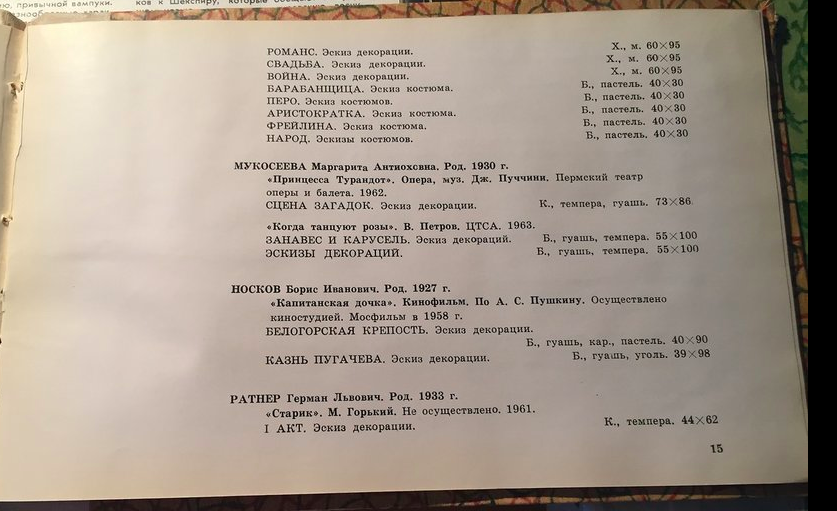 ю, привычной вампуки.
ков к Шекспиру, которые
РОМАНС. Эскиз декорации. Х., м. 60×95
СВАДЬБА. Эскиз декорации. Х., м. 60×95
ВОЙНА. Эскиз декорации. Х., м. 60×95
БАРАБАНЩИЦА. Эскиз костюма. Б., пастель. 40×30
ПЕРО. Эскиз костюмов. Б., пастель. 40×30
АРИСТОКРАТКА. Эскиз костюма. Б., пастель. 40×30
ФРЕЙЛИНА. Эскиз костюма. Б., пастель. 40×30
НАРОД. Эскизы костюмов. Б., пастель. 40×30
МУКОСЕЕВА Маргарита Антиоховна. Род. 1930 г.
«Принцесса Турандот». Опера, муз. Дж. Пуччини. Пермский театр
оперы и балета. 1962.
СЦЕНА ЗАГАДОК. Эскиз декорации. К., темпера, гуашь. 73×86
«Когда танцуют розы». В. Петров. ЦТСА. 1963.
ЗАНАВЕС И КАРУСЕЛЬ. Эскиз декораций. Б., гуашь, темпера. 55×100
ЭСКИЗЫ ДЕКОРАЦИЙ. Б., гуашь, темпера. 55×100
НОСКОВ Борис Иванович. Род. 1927 г.
«Капитанская дочка». Кинофильм. По А. С. Пушкину. Осуществлено
киностудией. Мосфильм в 1958 г.
БЕЛОГОРСКАЯ КРЕПОСТЬ. Эскиз декорации.
Б., гуашь, кар., пастель. 40×90
КАЗНЬ ПУГАЧЕВА. Эскиз декорации. Б., гуашь, уголь. 39×98
РАТНЕР Герман Львович. Род. 1933 г.
«Старик». М. Горький. Не осуществлено. 1961.
I АКТ. Эскиз декорации. К., темпера. 44×62
15